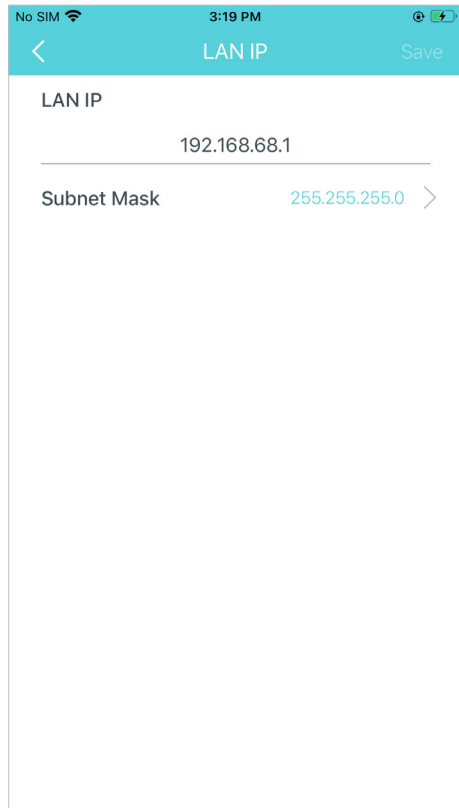 No SIM 3:19 PM
LAN IP Save
LAN IP
192.168.68.1
Subnet Mask 255.255.255.0